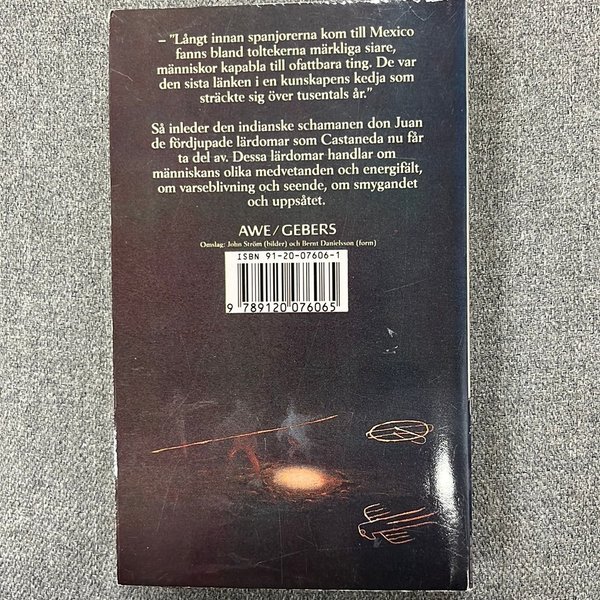 – ”Långt innan spanjorerna kom till Mexico
fanns bland toltekerna märkliga siare,
människor kapabla till ofattbara ting. De var
den sista länken i en kunskapens kedja som
sträckte sig över tusentals år.”
Så inleder den indianske schamanen don Juan
de fördjupade lärdomar som Castaneda nu får
ta del av. Dessa lärdomar handlar om
människans olika medvetanden och energifält,
om varseblivning och seende, om smygandet
och uppsåtet.
AWE/GEBERS
Omslag: John Ström (bilder) och Bernt Danielsson (form)
ISBN 91-20-07606-1
9 789120 076065